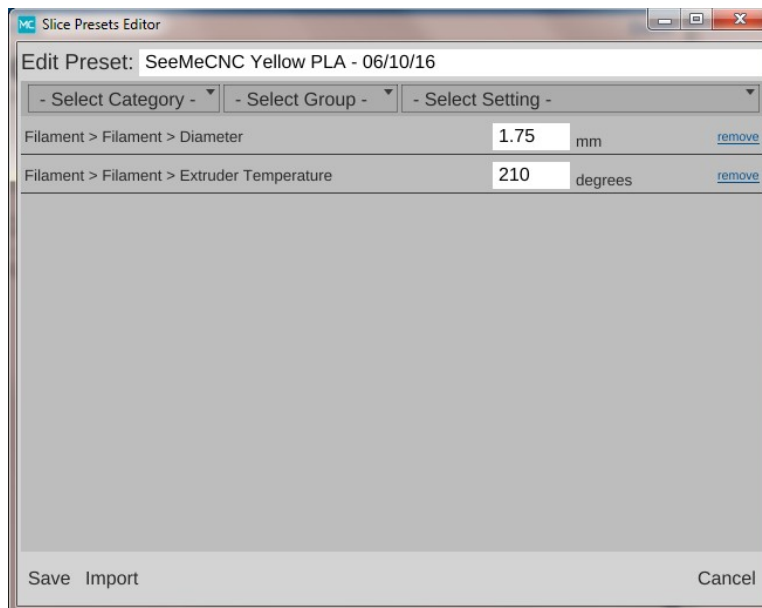 MC Slice Presets Editor
Edit Preset: SeeMeCNC Yellow PLA - 06/10/16
- Select Category - - Select Group - - Select Setting -
Filament > Filament > Diameter 1.75 mm remove
Filament > Filament > Extruder Temperature 210 degrees remove
Save Import Cancel